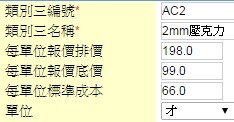 類別三編號* AC2
類別三名稱* 2mm壓克力
每單位報價排價 198.0
每單位報價底價 99.0
每單位標準成本 66.0
單位 才